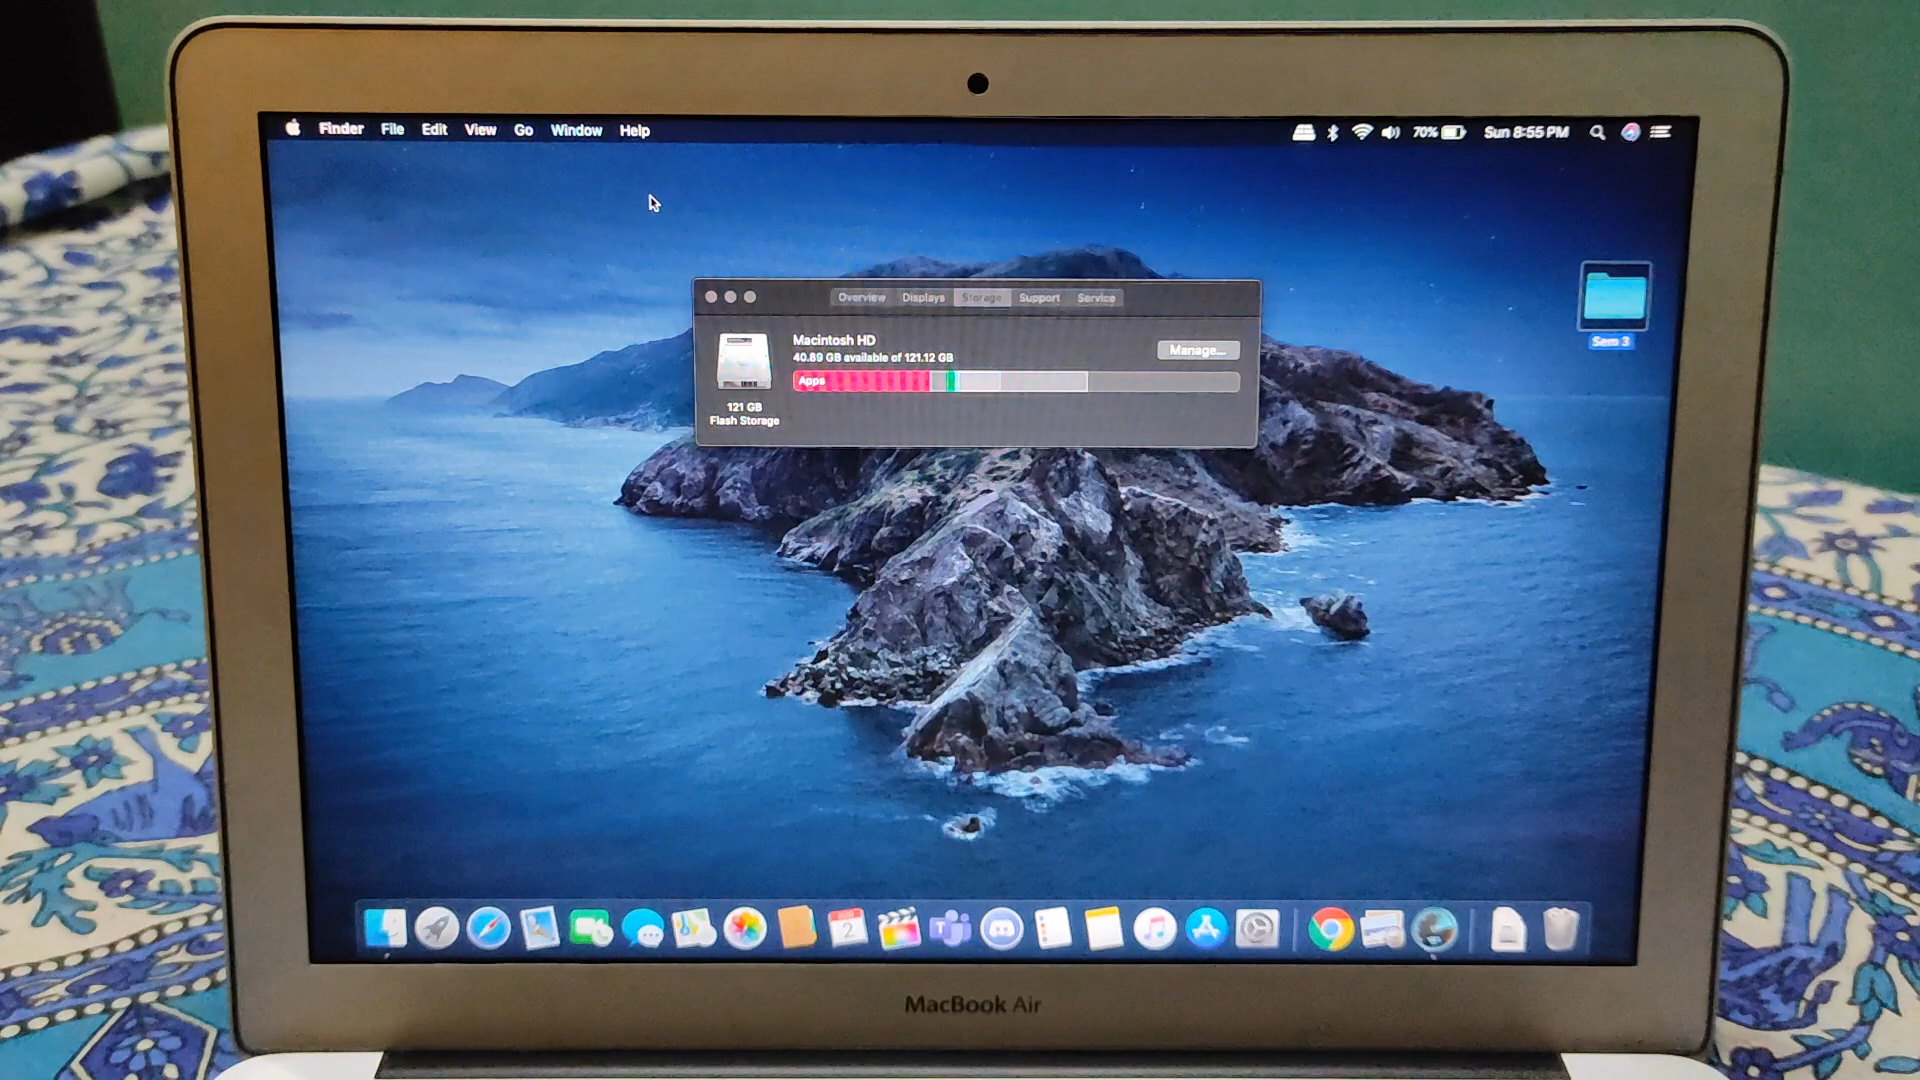 Finder File Edit View Go Window Help
70% Sun 8:55 PM
Overview Displays Storage Support Service
Macintosh HD
40.89 GB available of 121.12 GB
Manage...
Apps
121 GB
Flash Storage
Sem 3
2
MacBook Air